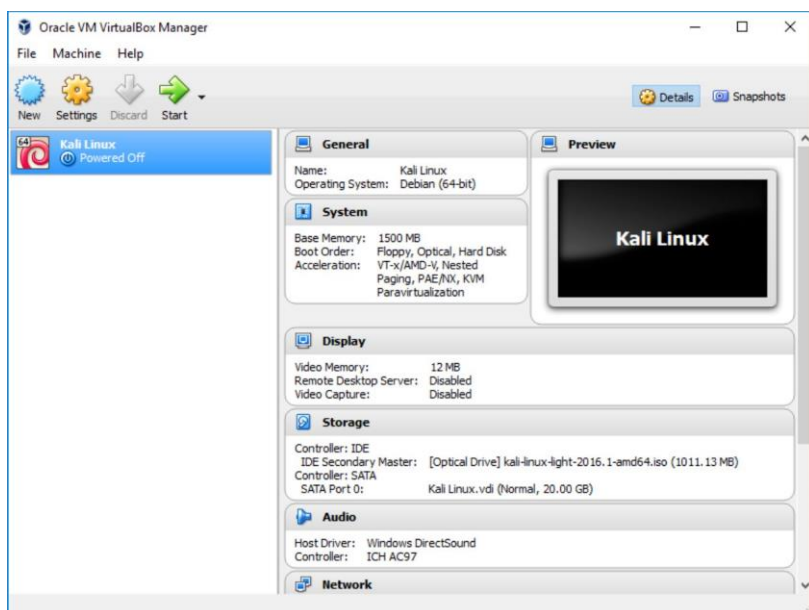 Oracle VM VirtualBox Manager
File Machine Help
New Settings Discard Start
Details Snapshots
64
Kali Linux
Powered Off
General
Name: Kali Linux
Operating System: Debian (64-bit)
System
Base Memory: 1500 MB
Boot Order: Floppy, Optical, Hard Disk
Acceleration: VT-x/AMD-V, Nested
Paging, PAE/NX, KVM
Paravirtualization
Preview
Kali Linux
Display
Video Memory: 12 MB
Remote Desktop Server: Disabled
Video Capture: Disabled
Storage
Controller: IDE
IDE Secondary Master: [Optical Drive] kali-linux-light-2016.1-amd64.iso (1011.13 MB)
Controller: SATA
SATA Port 0: Kali Linux.vdi (Normal, 20.00 GB)
Audio
Host Driver: Windows DirectSound
Controller: ICH AC97
Network